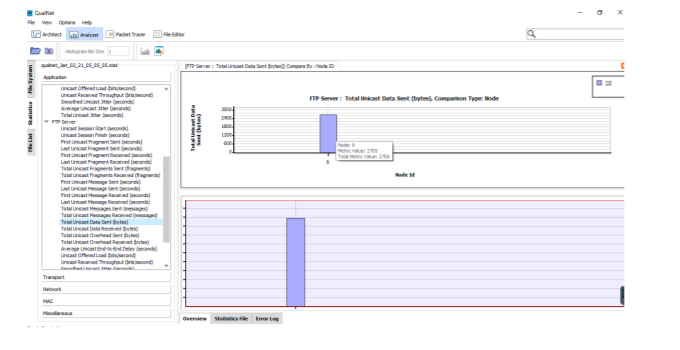 QualNet
File View Options Help
Architect Analyzer Packet Tracer File Editor
Histogram Bin Size 1
File System
Statistics
File List
qualnet_Jan_02_21_05_05_05.stat
Application
Unicast Offered Load (bits/second)
Unicast Received Throughput (bits/second)
Smoothed Unicast Jitter (seconds)
Average Unicast Jitter (seconds)
Total Unicast Jitter (seconds)
FTP Server
Unicast Session Start (seconds)
Unicast Session Finish (seconds)
First Unicast Fragment Sent (seconds)
Last Unicast Fragment Sent (seconds)
First Unicast Fragment Received (seconds)
Last Unicast Fragment Received (seconds)
Total Unicast Fragments Sent (fragments)
Total Unicast Fragments Received (fragments)
First Unicast Message Sent (seconds)
Last Unicast Message Sent (seconds)
First Unicast Message Received (seconds)
Last Unicast Message Received (seconds)
Total Unicast Messages Sent (messages)
Total Unicast Messages Received (messages)
Total Unicast Data Sent (bytes)
Total Unicast Data Received (bytes)
Total Unicast Overhead Sent (bytes)
Total Unicast Overhead Received (bytes)
Average Unicast End-to-End Delay (seconds)
Unicast Offered Load (bits/second)
Unicast Received Throughput (bits/second)
Smoothed Unicast Jitter (seconds)
Transport
Network
MAC
Miscellaneous
[FTP Server : Total Unicast Data Sent (bytes)] Compare By : Node ID
FTP Server : Total Unicast Data Sent (bytes), Comparison Type: Node
Total Unicast Data
Sent (bytes)
3000
2400
1800
1200
600
0
6
Node: 6
Metric Value: 2765
Total Metric Value: 2765
Node Id
Overview Statistics File Error Log